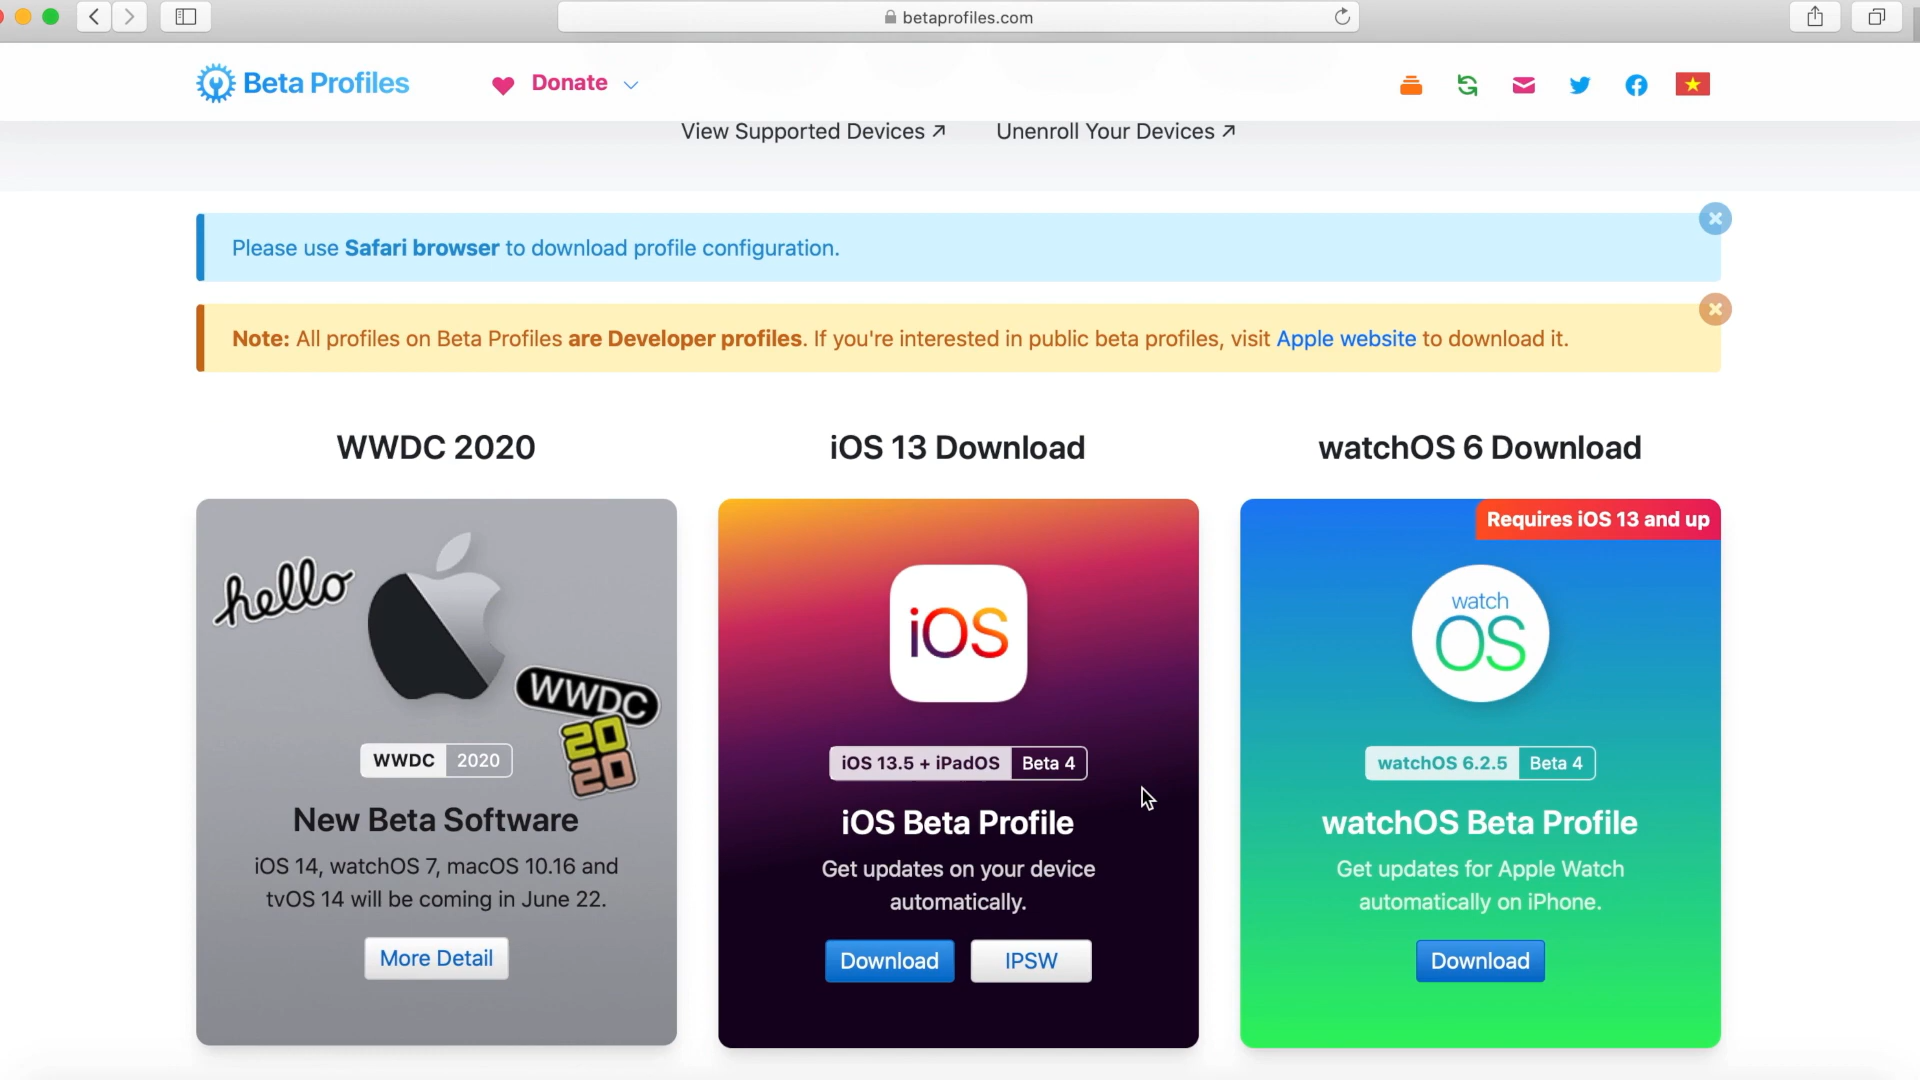 betaprofiles.com
Beta Profiles
Donate
View Supported Devices ↗
Unenroll Your Devices ↗
Please use Safari browser to download profile configuration.
Note: All profiles on Beta Profiles are Developer profiles. If you're interested in public beta profiles, visit Apple website to download it.
WWDC 2020
hello
WWDC
20
20
WWDC 2020
New Beta Software
iOS 14, watchOS 7, macOS 10.16 and
tvOS 14 will be coming in June 22.
More Detail
iOS 13 Download
iOS
iOS 13.5 + iPadOS Beta 4
iOS Beta Profile
Get updates on your device
automatically.
Download
IPSW
watchOS 6 Download
Requires iOS 13 and up
watch
OS
watchOS 6.2.5 Beta 4
watchOS Beta Profile
Get updates for Apple Watch
automatically on iPhone.
Download